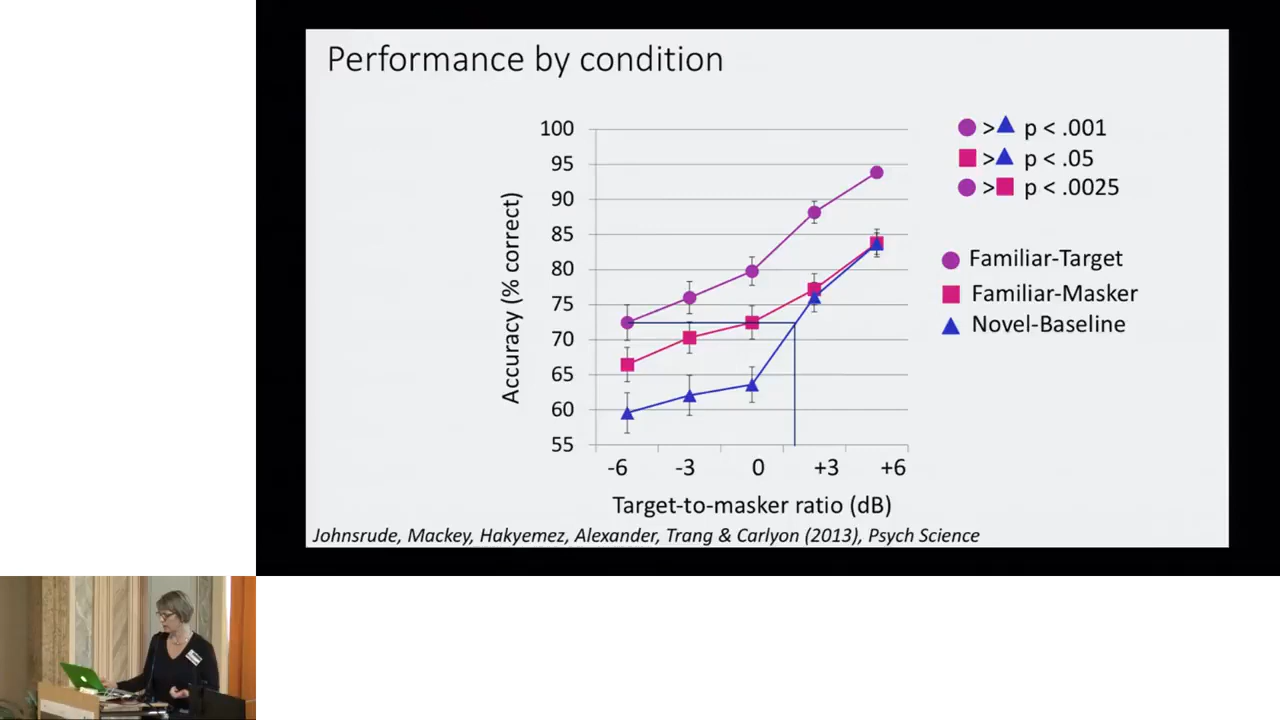 Performance by condition
100
95
90
85
80
75
70
65
60
55
Accuracy (% correct)
-6 -3 0 +3 +6
Target-to-masker ratio (dB)
> p < .001
> p < .05
> p < .0025
Familiar-Target
Familiar-Masker
Novel-Baseline
Johnsrude, Mackey, Hakyemez, Alexander, Trang & Carlyon (2013), Psych Science